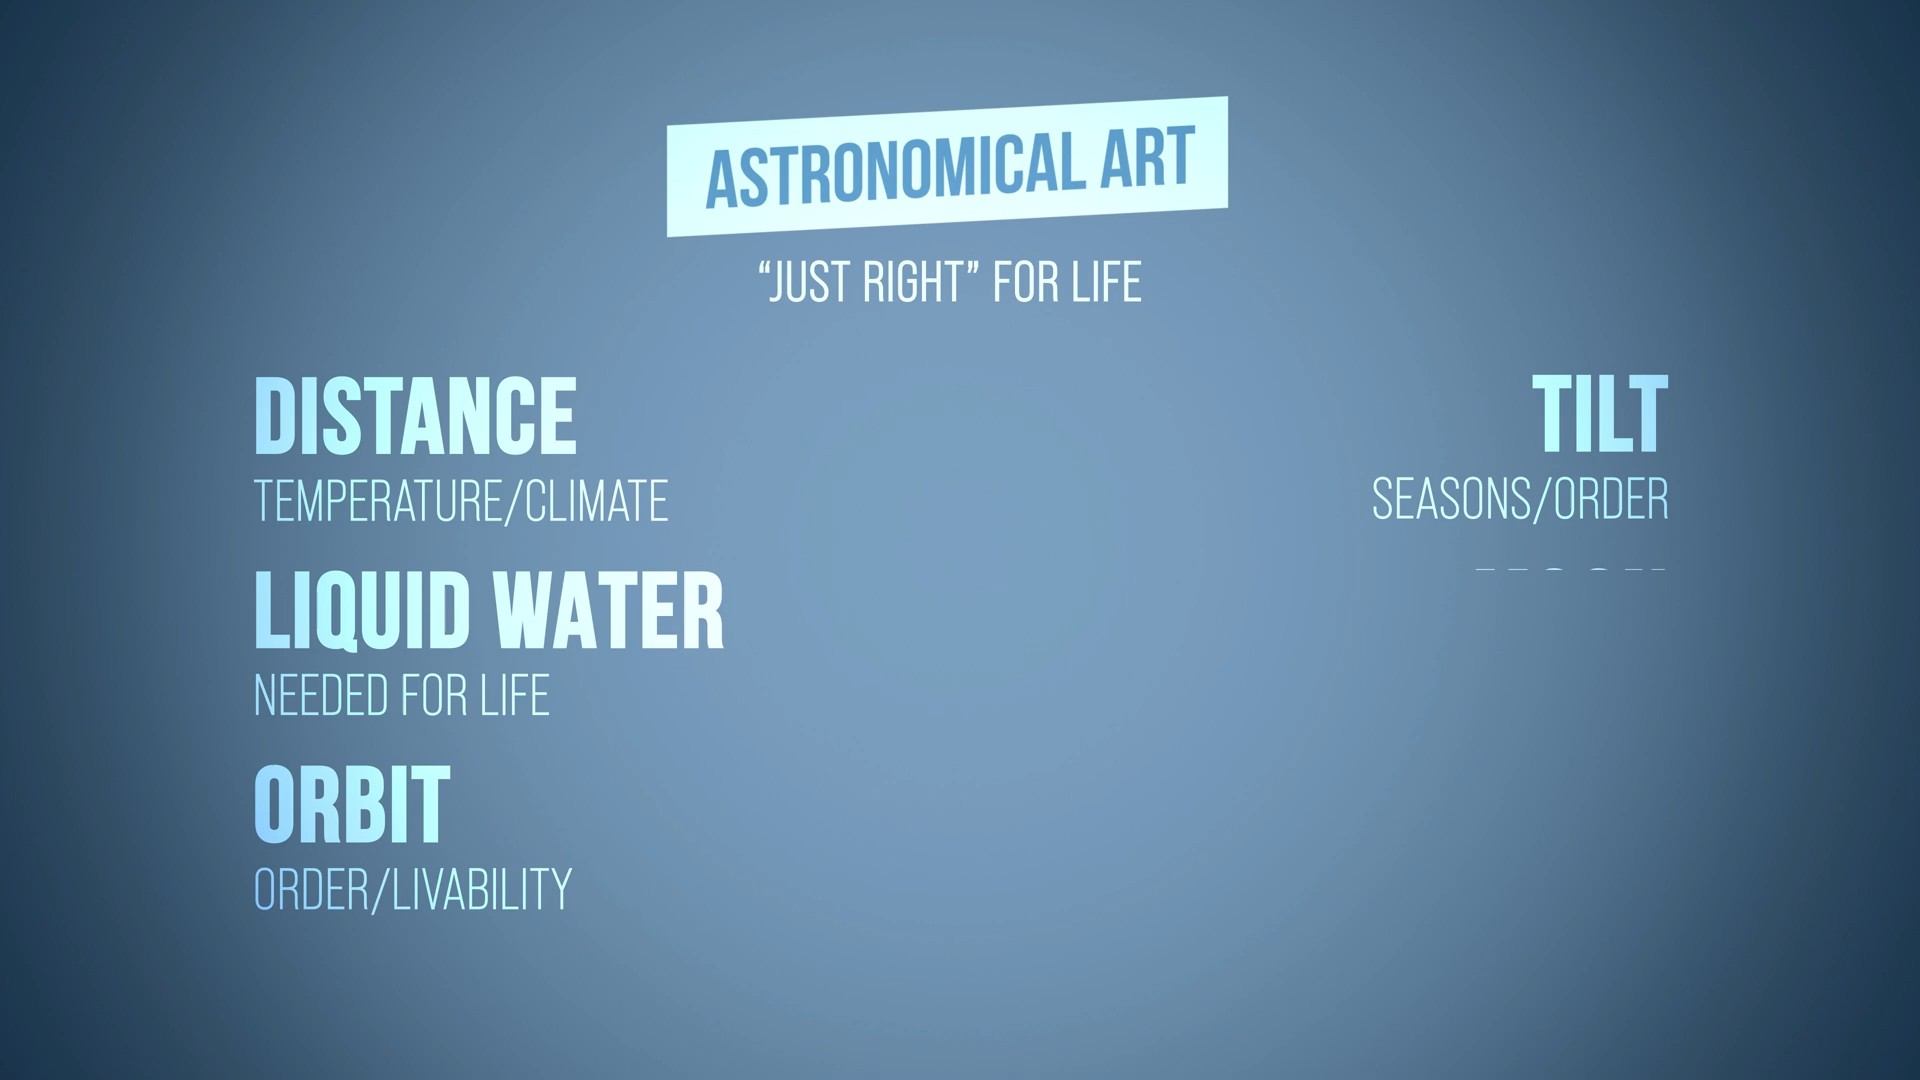 ASTRONOMICAL ART
“JUST RIGHT” FOR LIFE
DISTANCE
TEMPERATURE/CLIMATE
LIQUID WATER
NEEDED FOR LIFE
ORBIT
ORDER/LIVABILITY
TILT
SEASONS/ORDER